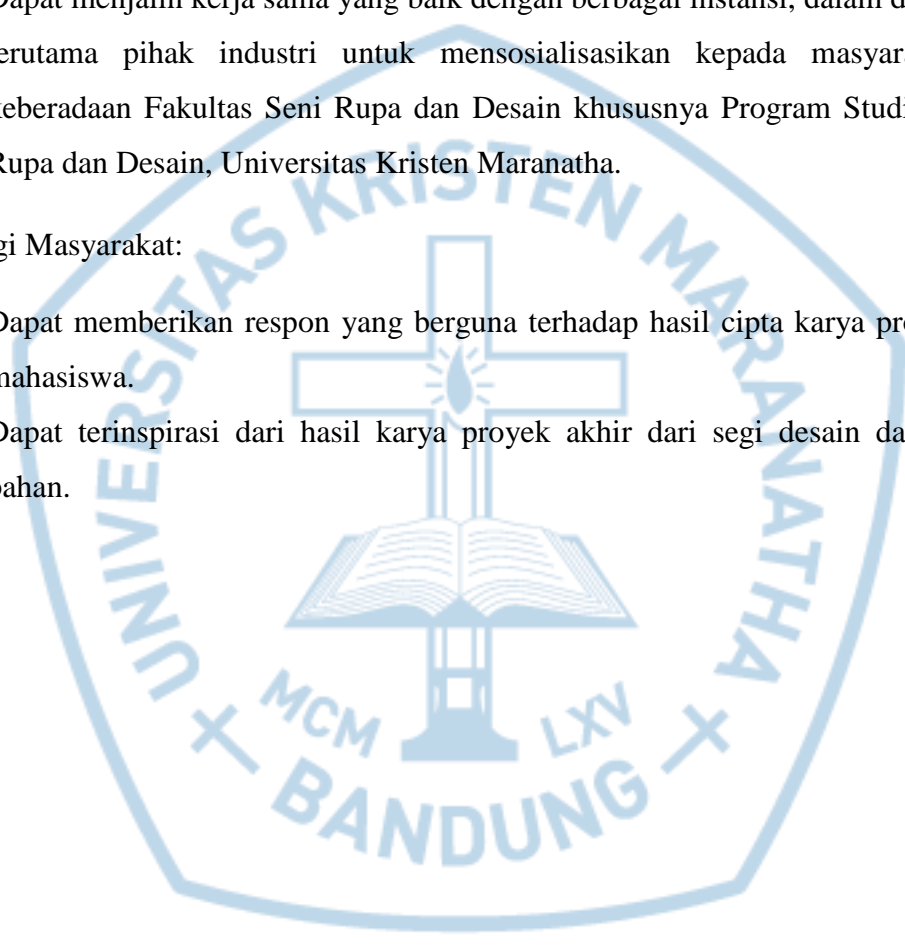 Dapat menjalin kerja sama yang baik dengan berbagai instansi, dalam d
erutama pihak industri untuk mensosialisasikan kepada masyara
keberadaan Fakultas Seni Rupa dan Desain khususnya Program Studi
Rupa dan Desain, Universitas Kristen Maranatha.
gi Masyarakat:
Dapat memberikan respon yang berguna terhadap hasil cipta karya pr
mahasiswa.
Dapat terinspirasi dari hasil karya proyek akhir dari segi desain da
bahan.
UNIVERSITAS KRISTEN MARANATHA
MCM LXV
BANDUNG